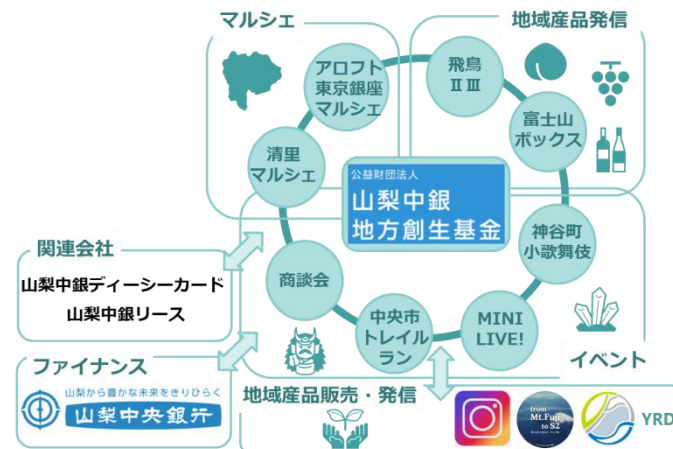 マルシェ
地域産品発信
アロフト
東京銀座
マルシェ
飛鳥
ⅡⅢ
富士山
ボックス
清里
マルシェ
公益財団法人
山梨中銀
地方創生基金
神谷町
小歌舞伎
関連会社
山梨中銀ディーシーカード
山梨中銀リース
商談会
中央市
トレイル
ラン
MINI
LIVE!
イベント
ファイナンス
山梨から豊かな未来をきりひらく
山梨中央銀行
地域産品販売・発信
from
Mt.Fuji
to S2
YRD